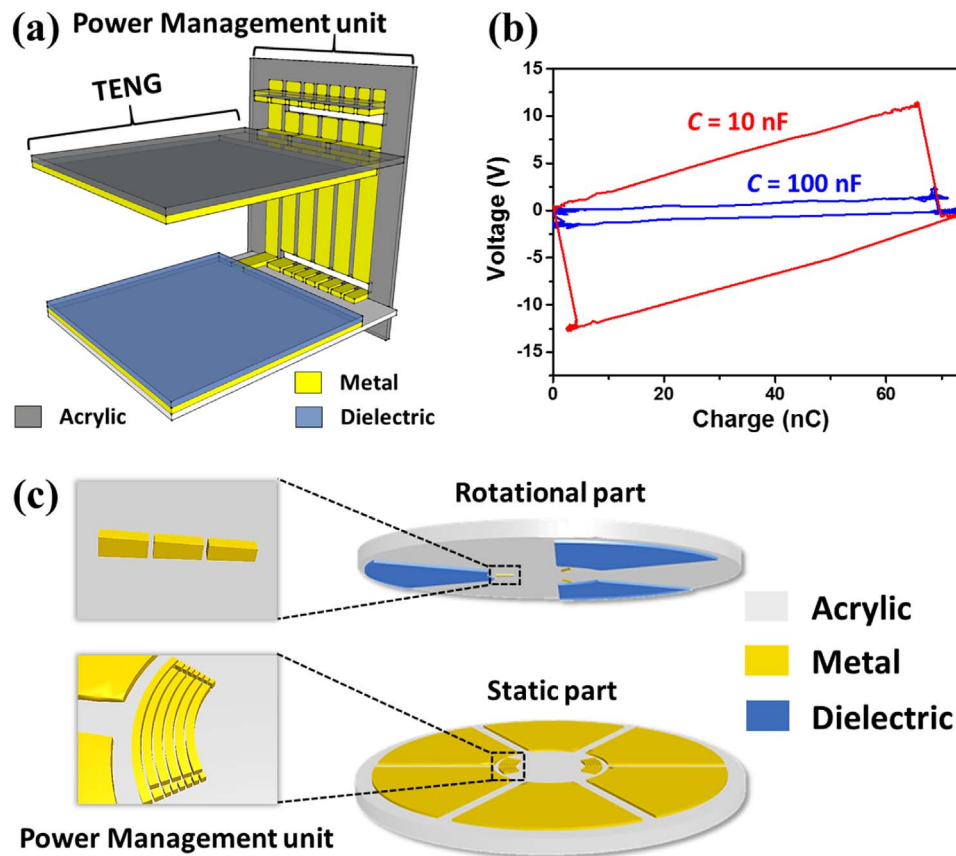 (a)
Power Management unit
TENG
Metal
Acrylic
Dielectric
(b)
15
10
5
0
-5
-10
-15
Voltage (V)
C = 10 nF
C = 100 nF
0
20
40
60
Charge (nC)
(c)
Rotational part
Static part
Power Management unit
Acrylic
Metal
Dielectric